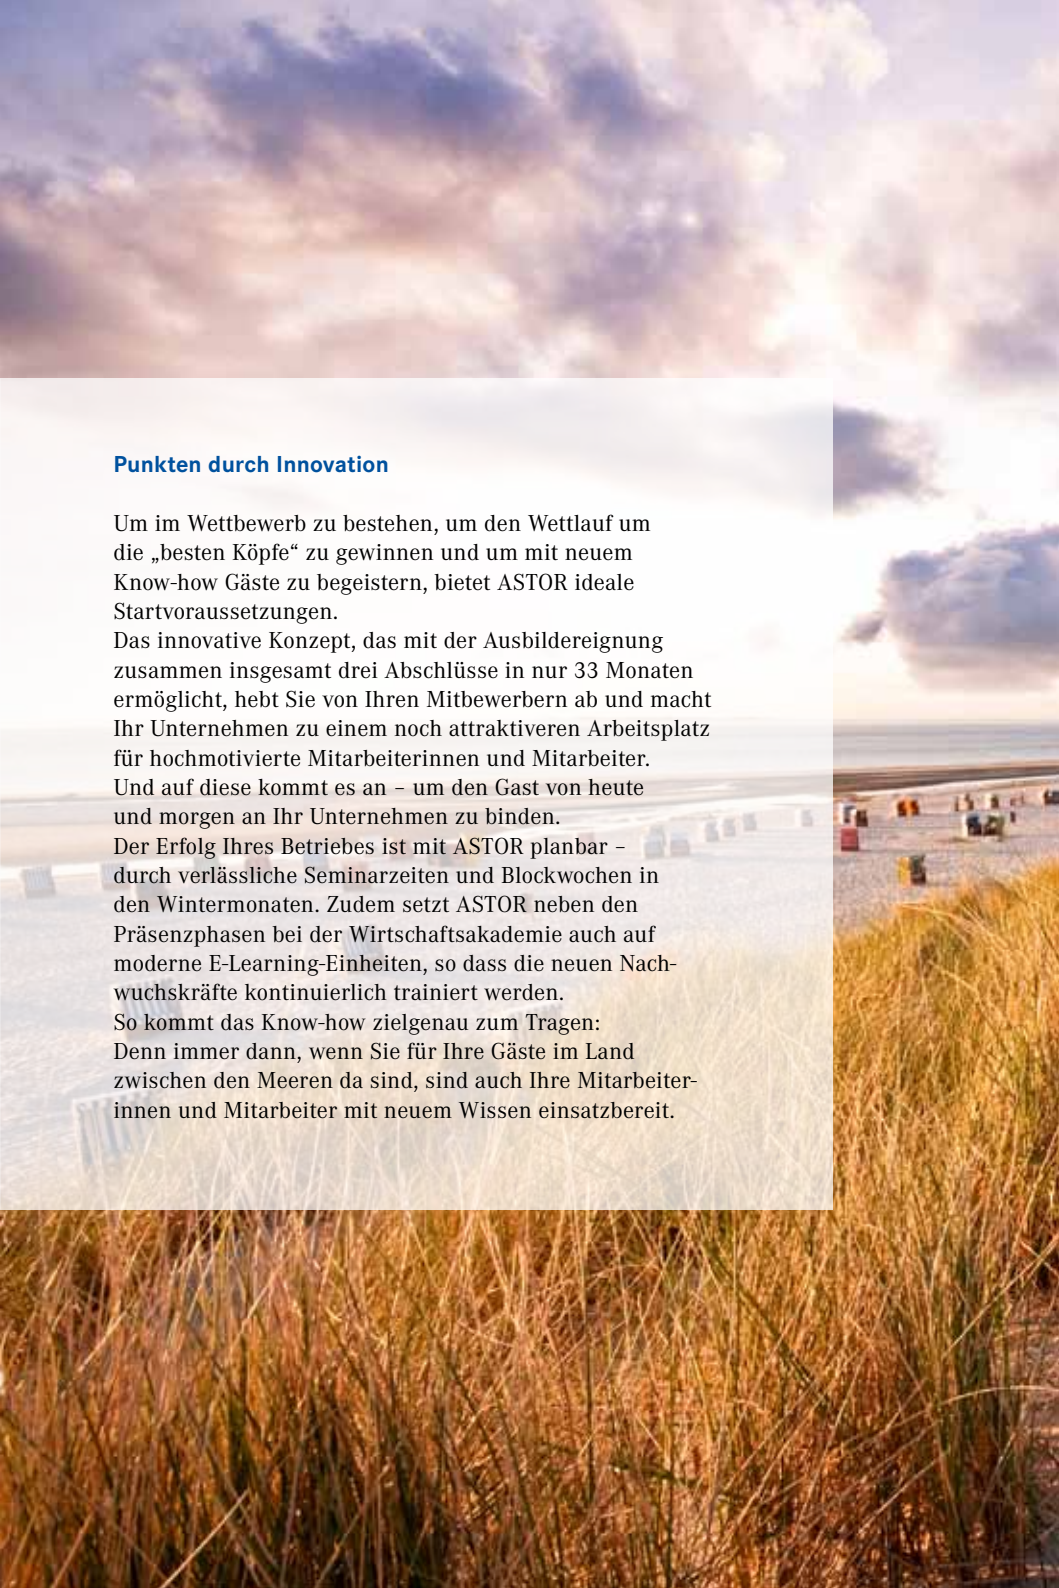 Punkten durch Innovation
Um im Wettbewerb zu bestehen, um den Wettlauf um
die „besten Köpfe“ zu gewinnen und um mit neuem
Know-how Gäste zu begeistern, bietet ASTOR ideale
Startvoraussetzungen.
Das innovative Konzept, das mit der Ausbildereignung
zusammen insgesamt drei Abschlüsse in nur 33 Monaten
ermöglicht, hebt Sie von Ihren Mitbewerbern ab und macht
Ihr Unternehmen zu einem noch attraktiveren Arbeitsplatz
für hochmotivierte Mitarbeiterinnen und Mitarbeiter.
Und auf diese kommt es an – um den Gast von heute
und morgen an Ihr Unternehmen zu binden.
Der Erfolg Ihres Betriebes ist mit ASTOR planbar –
durch verlässliche Seminarzeiten und Blockwochen in
den Wintermonaten. Zudem setzt ASTOR neben den
Präsenzphasen bei der Wirtschaftsakademie auch auf
moderne E-Learning-Einheiten, so dass die neuen Nach-
wuchskräfte kontinuierlich trainiert werden.
So kommt das Know-how zielgenau zum Tragen:
Denn immer dann, wenn Sie für Ihre Gäste im Land
zwischen den Meeren da sind, sind auch Ihre Mitarbeiter-
innen und Mitarbeiter mit neuem Wissen einsatzbereit.